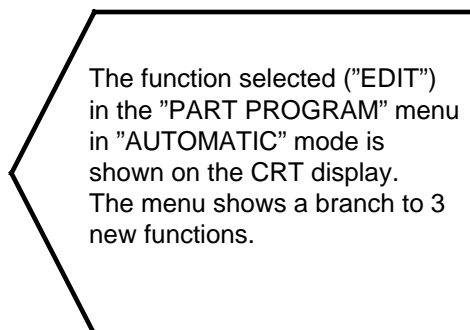 The function selected (”EDIT”)
in the ”PART PROGRAM” menu
in ”AUTOMATIC” mode is
shown on the CRT display.
The menu shows a branch to 3
new functions.